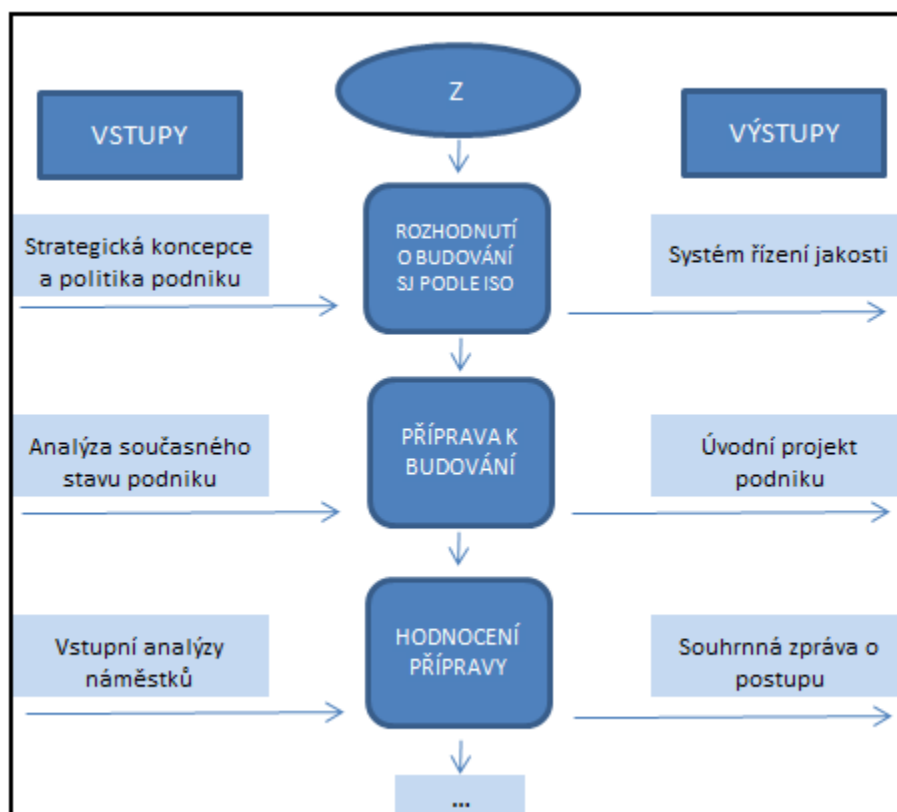 Z
VSTUPY
VÝSTUPY
Strategická koncepce
a politika podniku
ROZHODNUTÍ
O BUDOVÁNÍ
SJ PODLE ISO
Systém řízení jakosti
Analýza současného
stavu podniku
PŘÍPRAVA K
BUDOVÁNÍ
Úvodní projekt
podniku
Vstupní analýzy
náměstků
HODNOCENÍ
PŘÍPRAVY
Souhrnná zpráva o
postupu
...